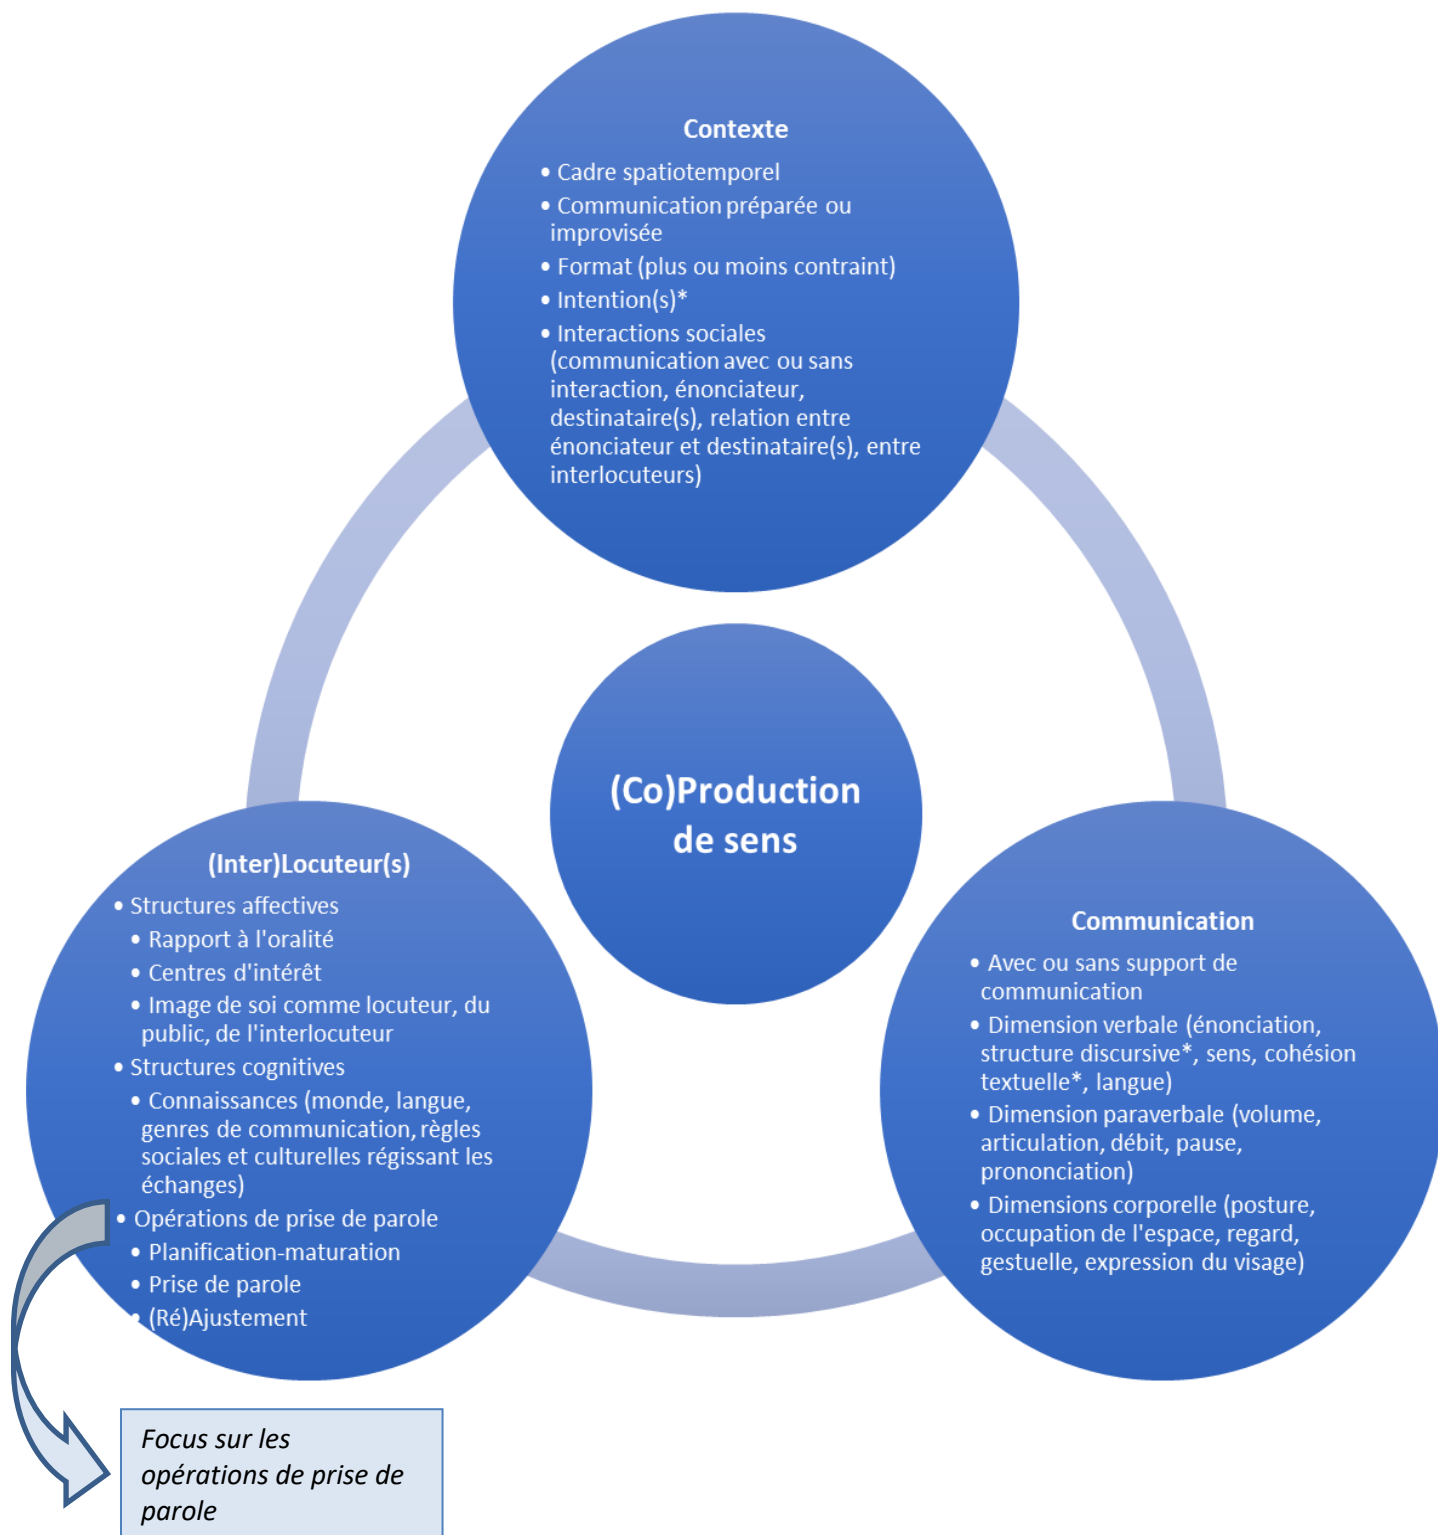 Contexte
• Cadre spatiotemporel
• Communication préparée ou
improvisée
• Format (plus ou moins contraint)
• Intention(s)*
• Interactions sociales
(communication avec ou sans
interaction, énonciateur,
destinataire(s), relation entre
énonciateur et destinataire(s), entre
interlocuteurs)
(Co)Production
de sens
(Inter)Locuteur(s)
• Structures affectives
• Rapport à l'oralité
• Centres d'intérêt
• Image de soi comme locuteur, du
public, de l'interlocuteur
• Structures cognitives
• Connaissances (monde, langue,
genres de communication, règles
sociales et culturelles régissant les
échanges)
• Opérations de prise de parole
• Planification-maturation
• Prise de parole
• (Ré)Ajustement
Communication
• Avec ou sans support de
communication
• Dimension verbale (énonciation,
structure discursive*, sens, cohésion
textuelle*, langue)
• Dimension paraverbale (volume,
articulation, débit, pause,
prononciation)
• Dimensions corporelle (posture,
occupation de l'espace, regard,
gestuelle, expression du visage)
Focus sur les
opérations de prise de
parole